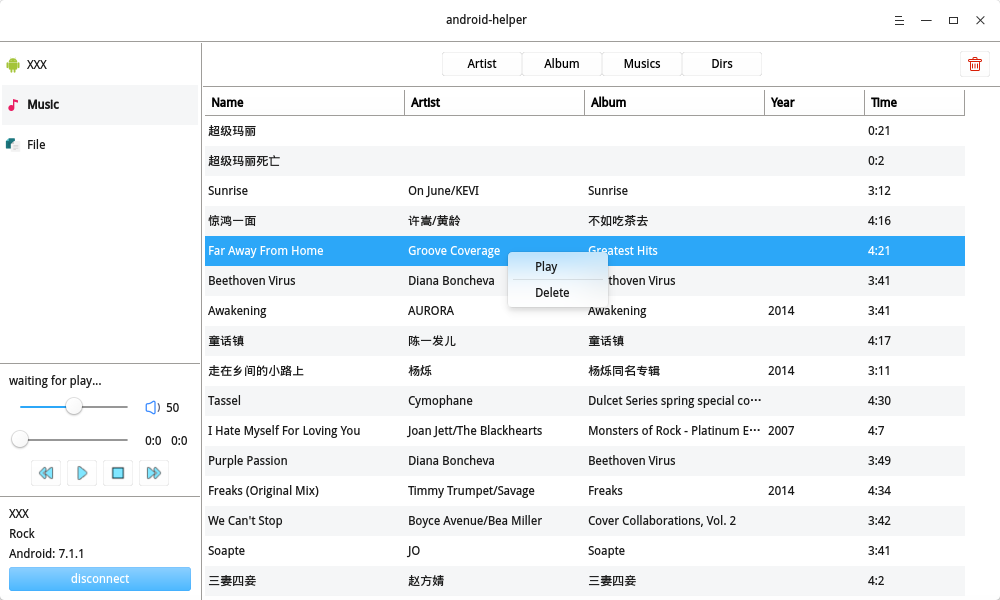 android-helper
XXX
Music
File
Artist Album Musics Dirs
Name Artist Album Year Time
超级玛丽 0:21
超级玛丽死亡 0:2
Sunrise On June/KEVI Sunrise 3:12
惊鸿一面 许嵩/黄龄 不如吃茶去 4:16
Far Away From Home Groove Coverage Greatest Hits 4:21
Play
Beethoven Virus Diana Boncheva thoven Virus 3:41
Delete
Awakening AURORA Awakening 2014 3:41
童话镇 陈一发儿 童话镇 4:17
走在乡间的小路上 杨烁 杨烁同名专辑 2014 3:11
Tassel Cymophane Dulcet Series spring special co… 4:30
I Hate Myself For Loving You Joan Jett/The Blackhearts Monsters of Rock - Platinum E… 2007 4:7
Purple Passion Diana Boncheva Beethoven Virus 3:49
Freaks (Original Mix) Timmy Trumpet/Savage Freaks 2014 4:34
We Can't Stop Boyce Avenue/Bea Miller Cover Collaborations, Vol. 2 3:42
Soapte JO Soapte 3:41
三妻四妾 赵方婧 三妻四妾 4:2
waiting for play...
50
0:0 0:0
XXX
Rock
Android: 7.1.1
disconnect